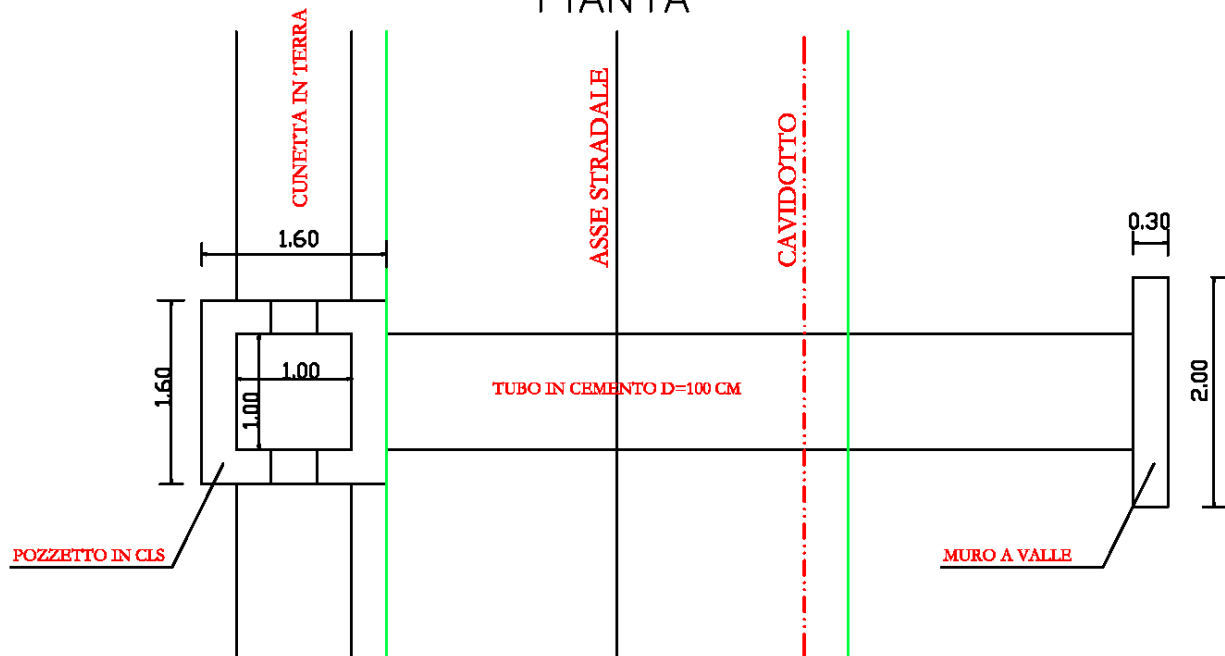 PIANTA
CUNETTA IN TERRA
ASSE STRADALE
CAVIDOTTO
1.60
0.30
1.60
1.00
1.00
TUBO IN CEMENTO D=100 CM
2.00
POZZETTO IN CLS
MURO A VALLE